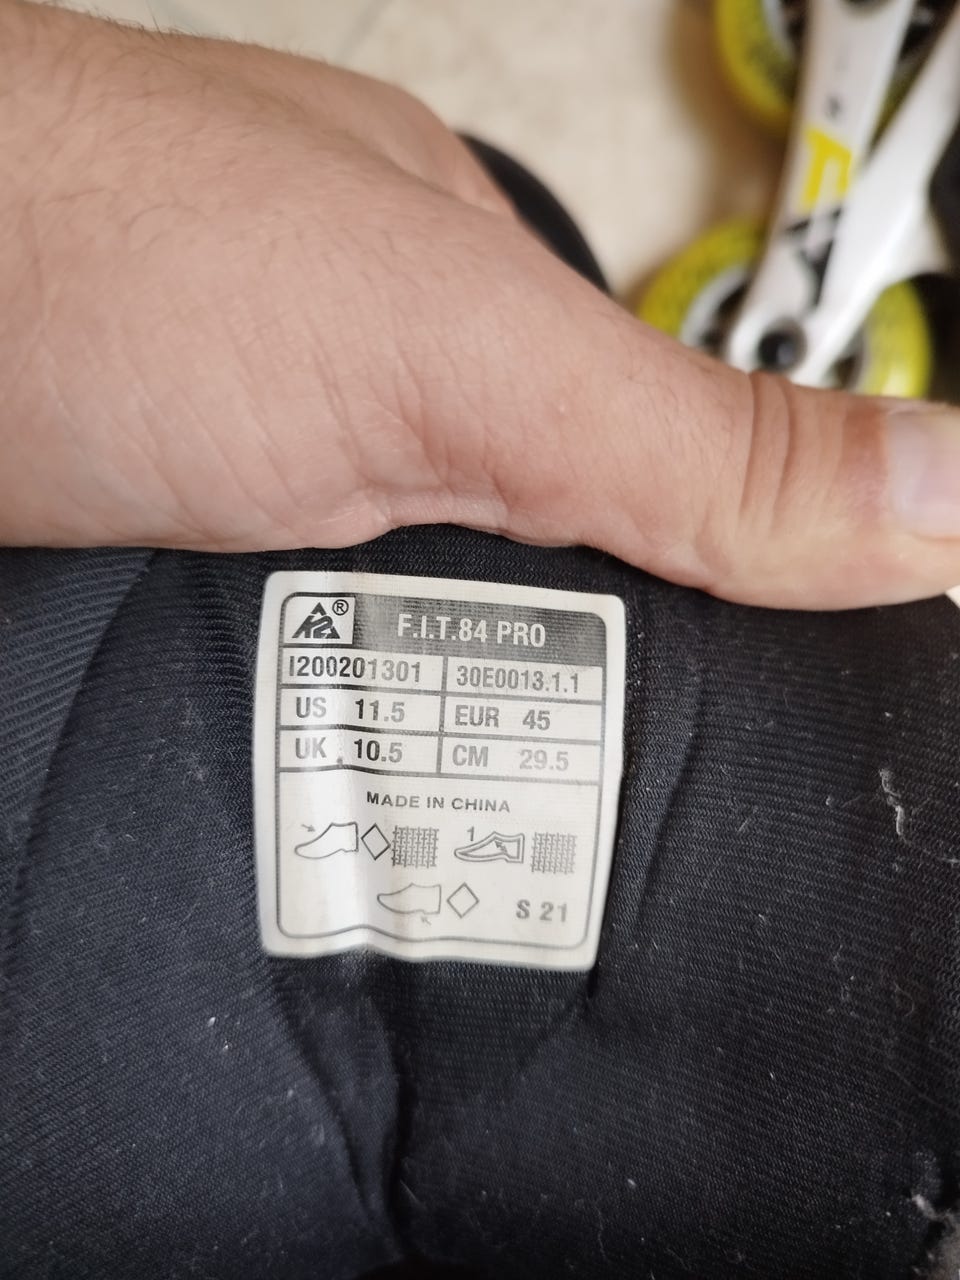 K2®
F.I.T.84 PRO
I200201301 30E0013.1.1
US 11.5 EUR 45
UK 10.5 CM 29.5
MADE IN CHINA
1
S 21